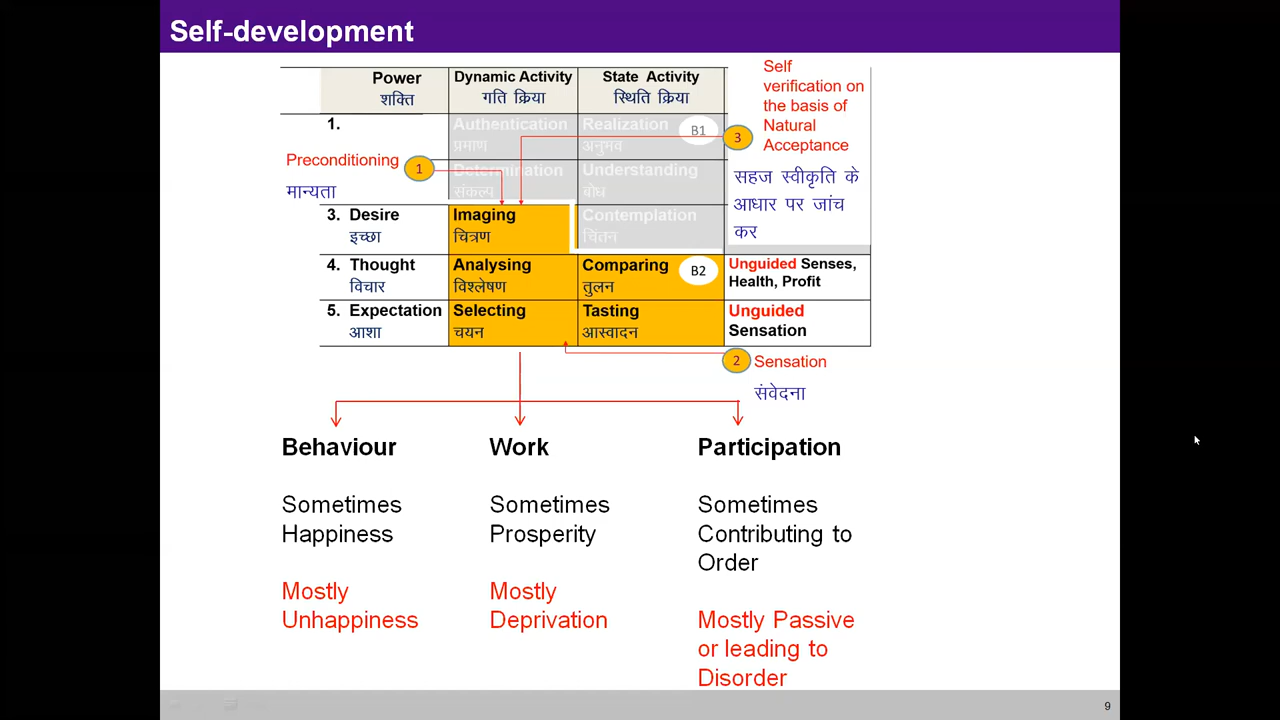 Self-development
Power
Dynamic Activity
State Activity
शक्ति
गति क्रिया
स्थिति क्रिया
Self
verification on
the basis of
Natural
Acceptance
सहज स्वीकृति के
आधार पर जांच
कर
1.
Authentication
Realization
B1
3
प्रमाण
अनुभव
Preconditioning
1
मान्यता
Determination
Understanding
संकल्प
बोध
3. Desire
Imaging
Contemplation
इच्छा
चित्रण
चिंतन
4. Thought
Analysing
Comparing
B2
Unguided Senses,
Health, Profit
विचार
विश्लेषण
तुलन
5. Expectation
Selecting
Tasting
Unguided
Sensation
आशा
चयन
आस्वादन
2
Sensation
संवेदना
Behaviour
Work
Participation
Sometimes
Happiness
Sometimes
Prosperity
Sometimes
Contributing to
Order
Mostly
Unhappiness
Mostly
Deprivation
Mostly Passive
or leading to
Disorder
9